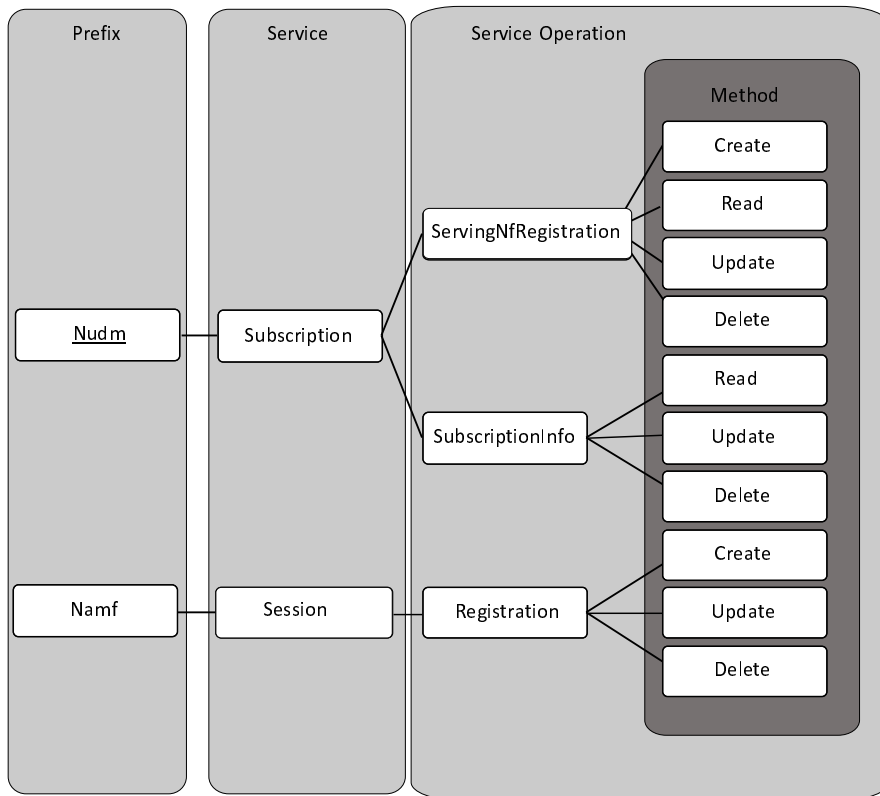 Prefix
Service
Service Operation
Method
Create
Read
ServingNfRegistration
Update
Delete
Nudm
Subscription
Read
SubscriptionInfo
Update
Delete
Create
Namf
Session
Registration
Update
Delete